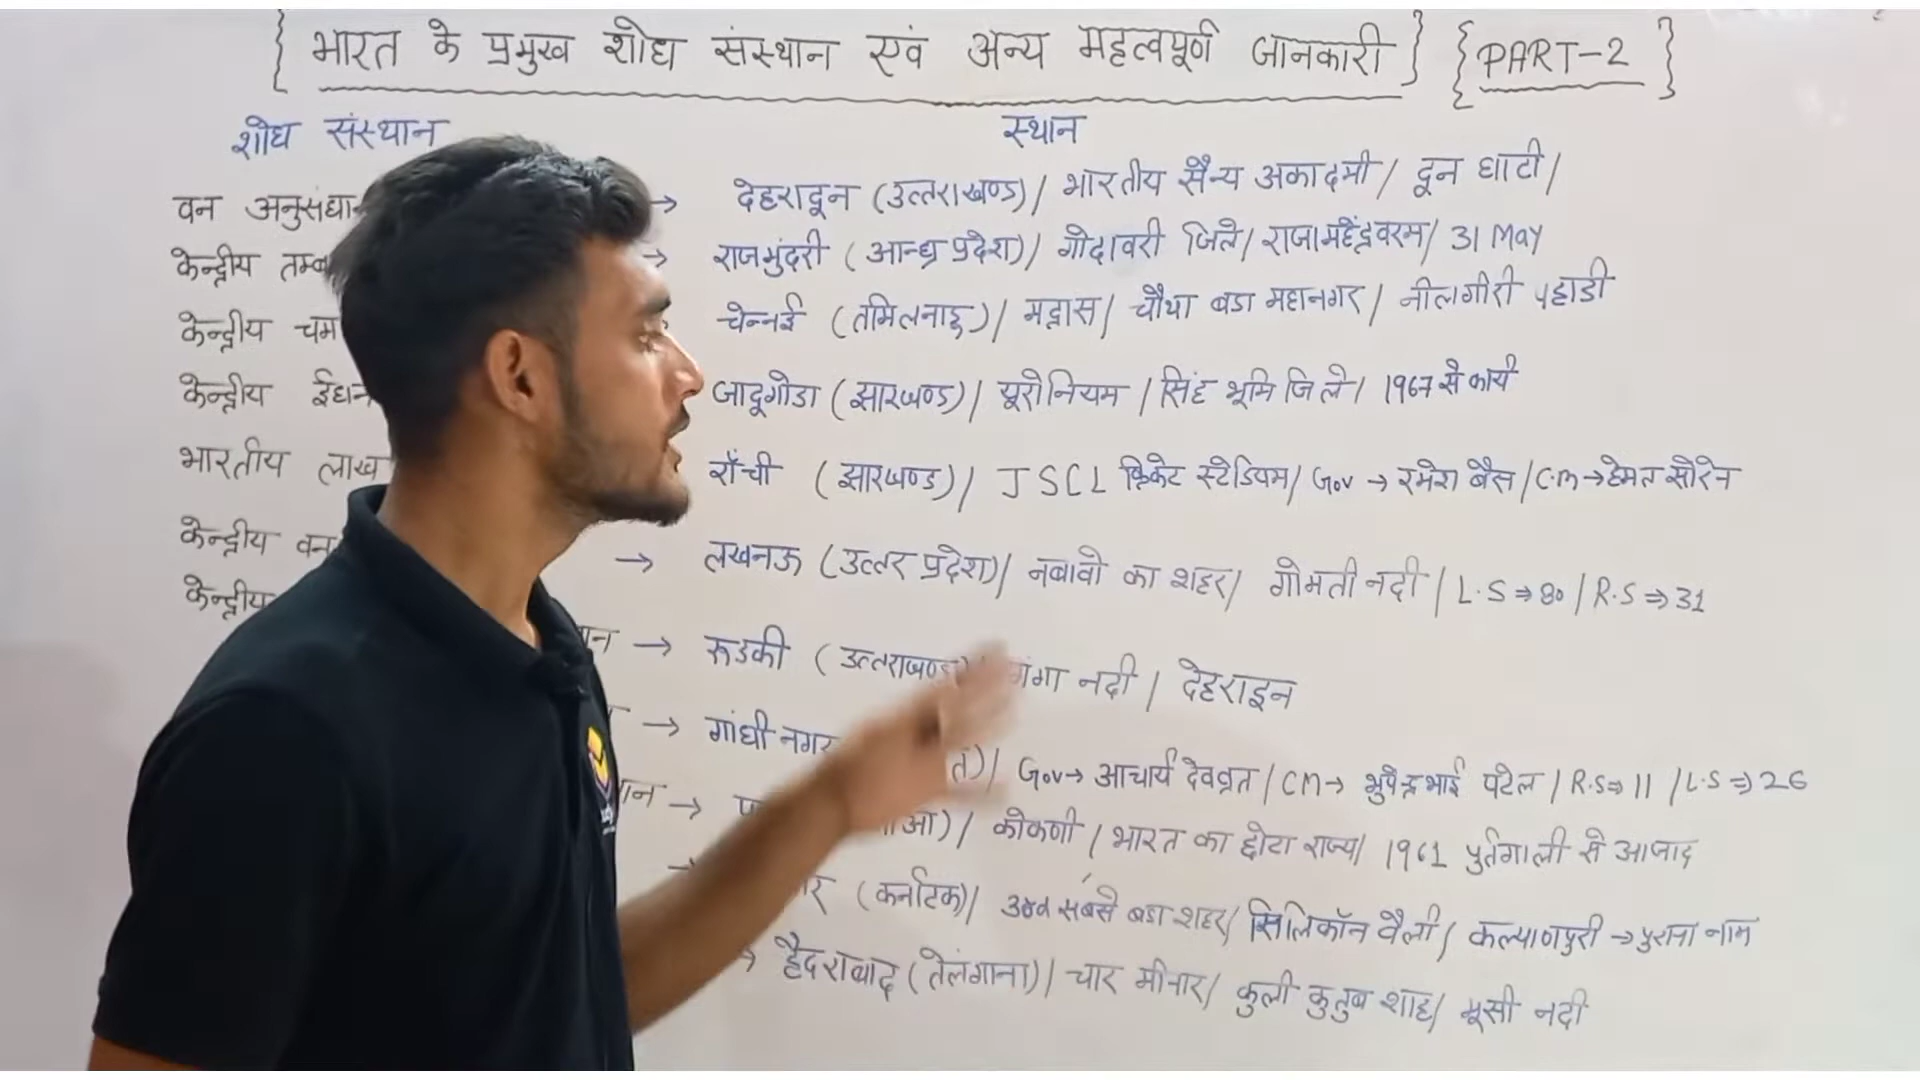 { भारत के प्रमुख शोध संस्थान एवं अन्य महत्वपूर्ण जानकारी } { PART-2 }
शोध संस्थान स्थान
वन अनुसंधान → देहरादून (उत्तराखण्ड)/ भारतीय सैन्य अकादमी/ दून घाटी/
केन्द्रीय तम्बा → राजमुंदरी (आन्ध्र प्रदेश)/ गोदावरी जिले/ राजामहेंद्रवरम/ 31 May
केन्द्रीय चम चेन्नई (तमिलनाडु)/ मद्रास/ चौथा बडा महानगर/ नीलगीरी पहाडी
केन्द्रीय ईधन जादूगोडा (झारखण्ड)/ यूरोनियम / सिंह भूमि जिले/ 1967 से कार्य
भारतीय लाख राँची (झारखण्ड)/ JSCL क्रिकेट स्टेडियम/ Gov → रमेश बैस/ C.m → हेमत सोरेन
केन्द्रीय वन → लखनऊ (उत्तर प्रदेश)/ नबावो का शहर/ गोमती नदी / L.S ⇒ 80 / R.S ⇒ 31
केन्द्रीय → रूडकी (उत्तराखण्ड)/ गंगा नदी / देहराइन
→ गांधी नगर / Gov → आचार्य देवव्रत / CM → भुपेन्द्रभाई पटेल / R.S ⇒ 11 / L.S ⇒ 26
→ / कोकणी / भारत का छोटा राज्य/ 1961 पुर्तगाली से आजाद
→ (कर्नाटक)/ 3rd सबसे बडा शहर/ सिलिकॉन वैली/ कल्याणपुरी → पुराना नाम
→ हैदराबाद (तेलंगाना)/ चार मीनार/ कुली कुतुब शाह/ मूसी नदी